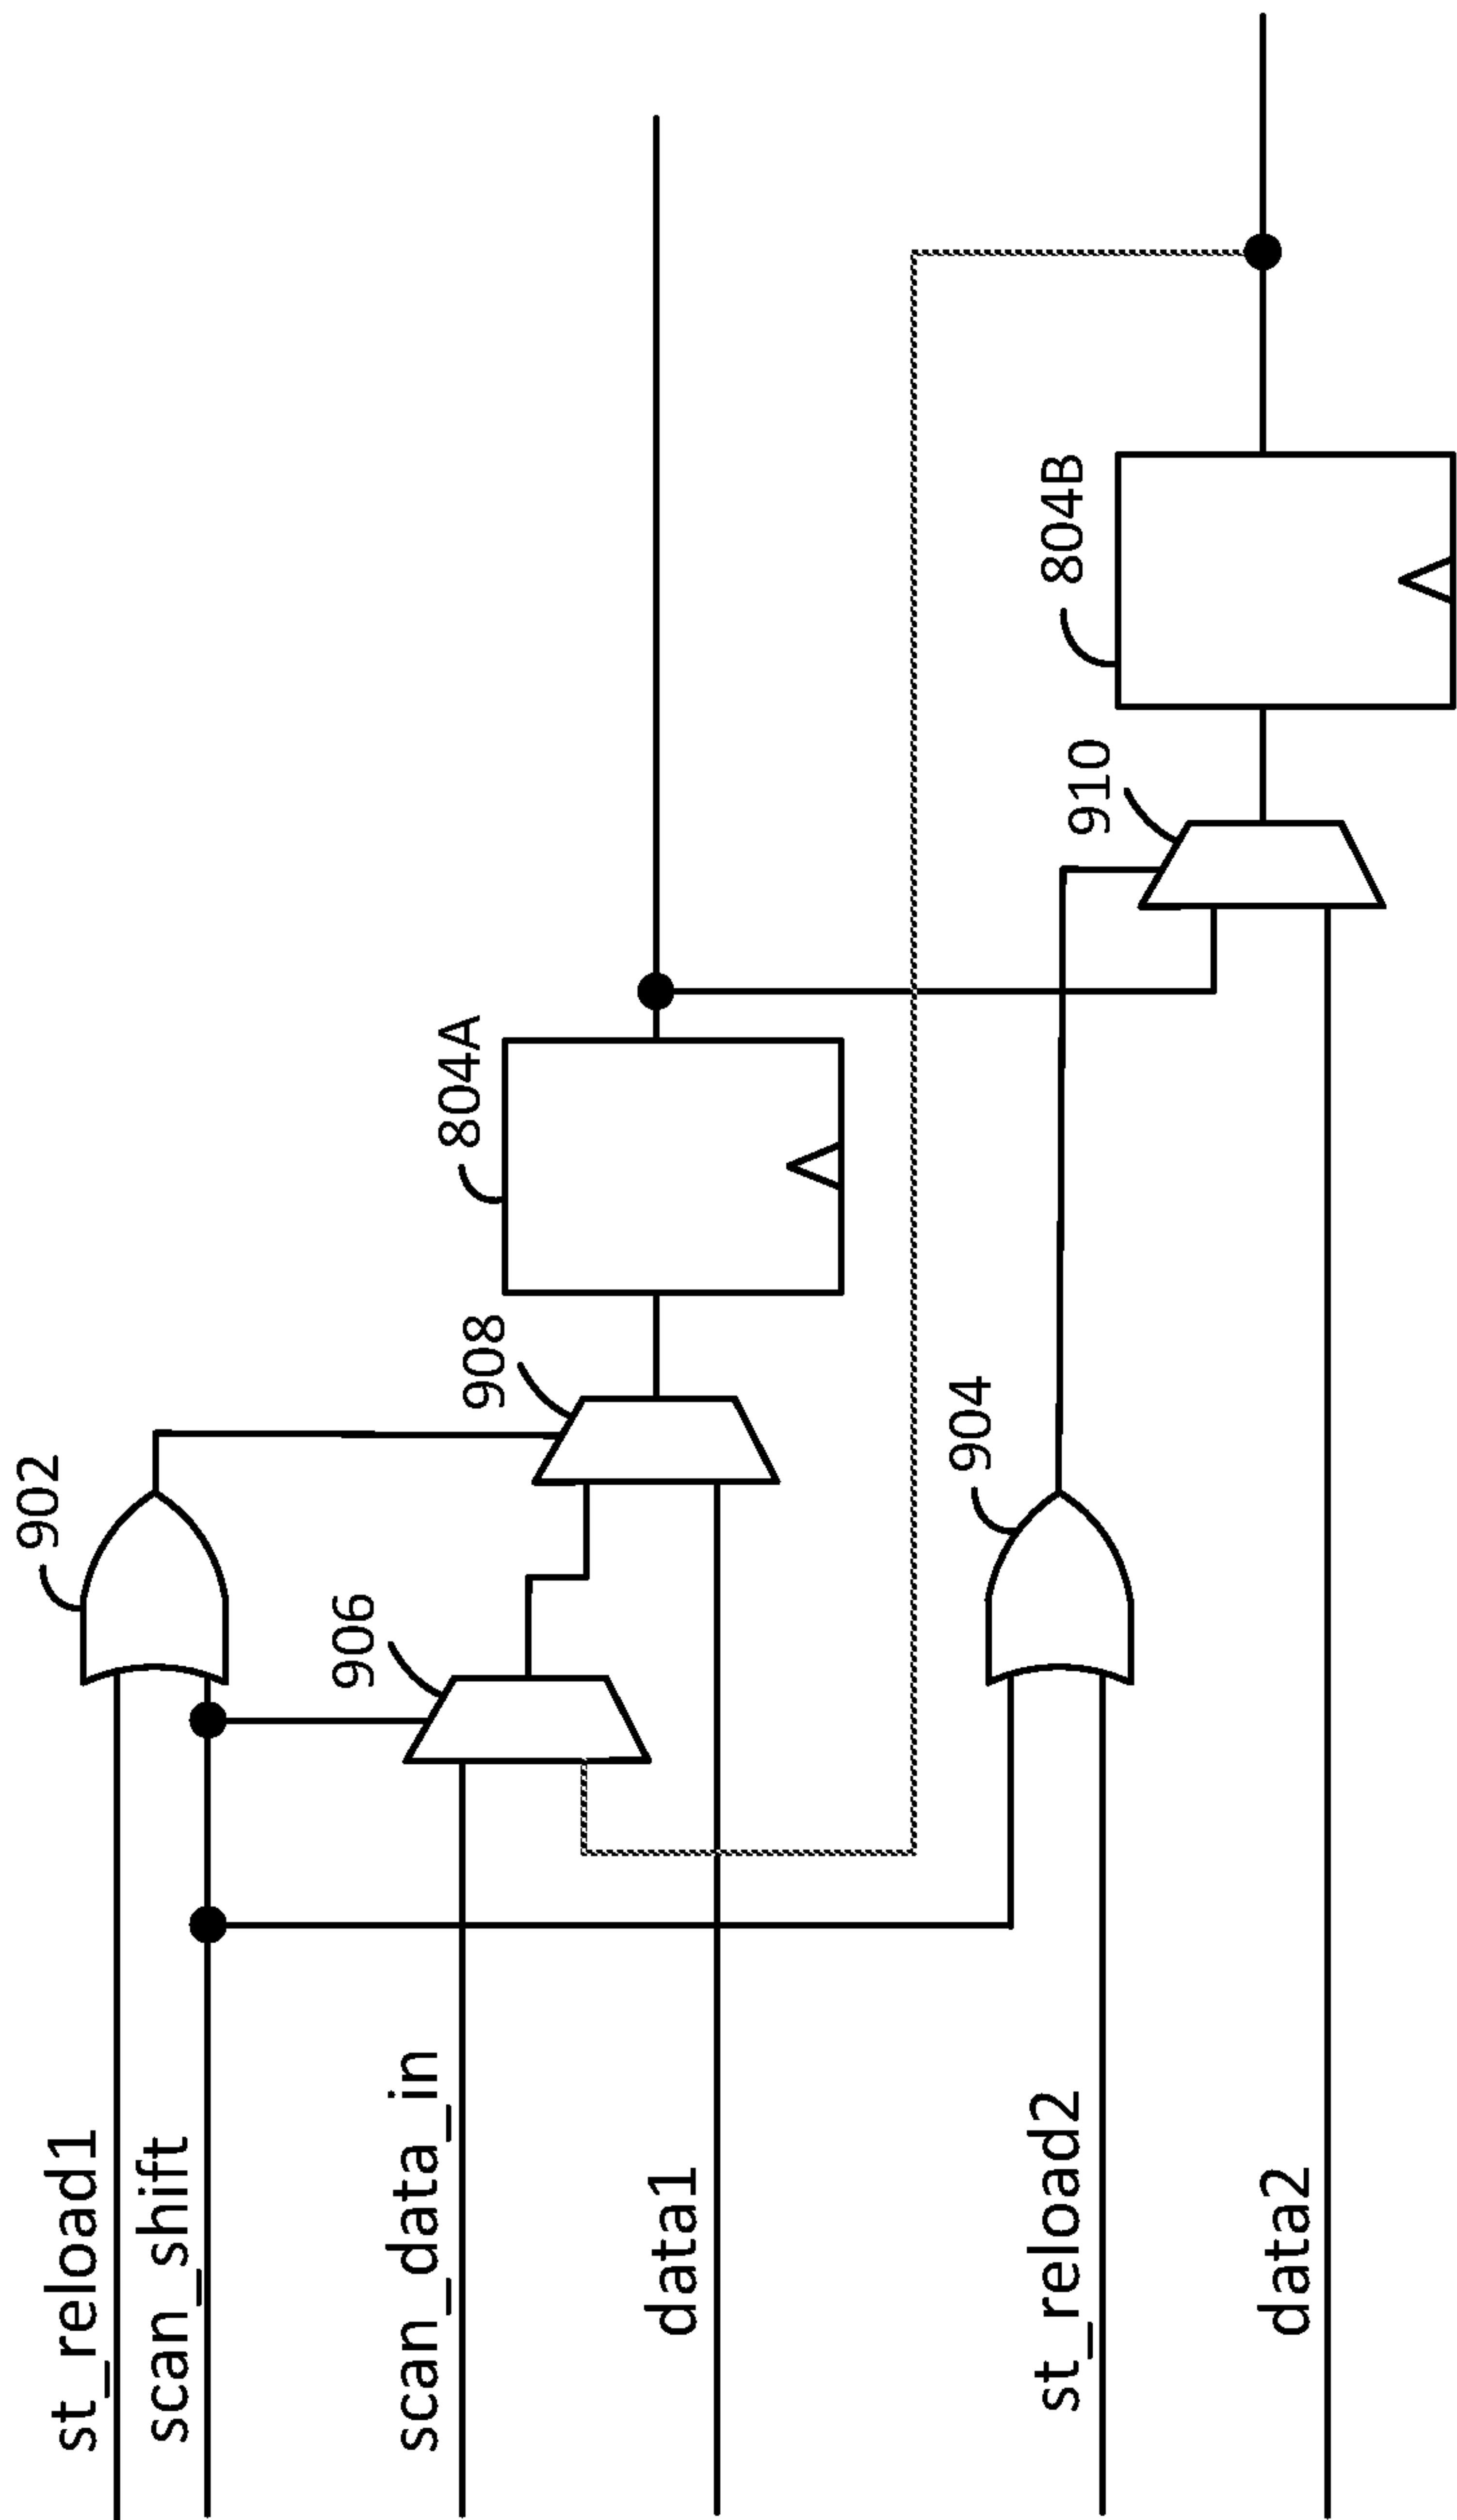 902
st_reload1
scan_shift
906
908
804A
scan_data_in
data1
904
804B
910
st_reload2
data2